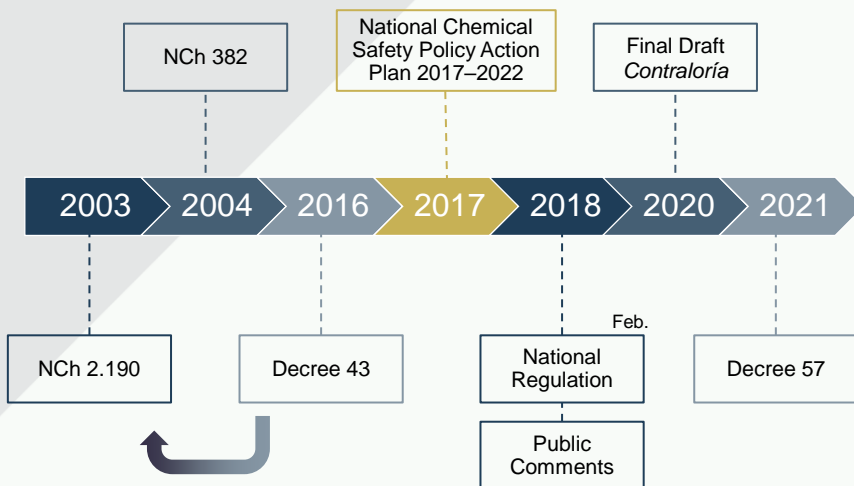 NCh 382
National Chemical
Safety Policy Action
Plan 2017–2022
Final Draft
Contraloría
2003
2004
2016
2017
2018
2020
2021
Feb.
NCh 2.190
Decree 43
National
Regulation
Decree 57
Public
Comments